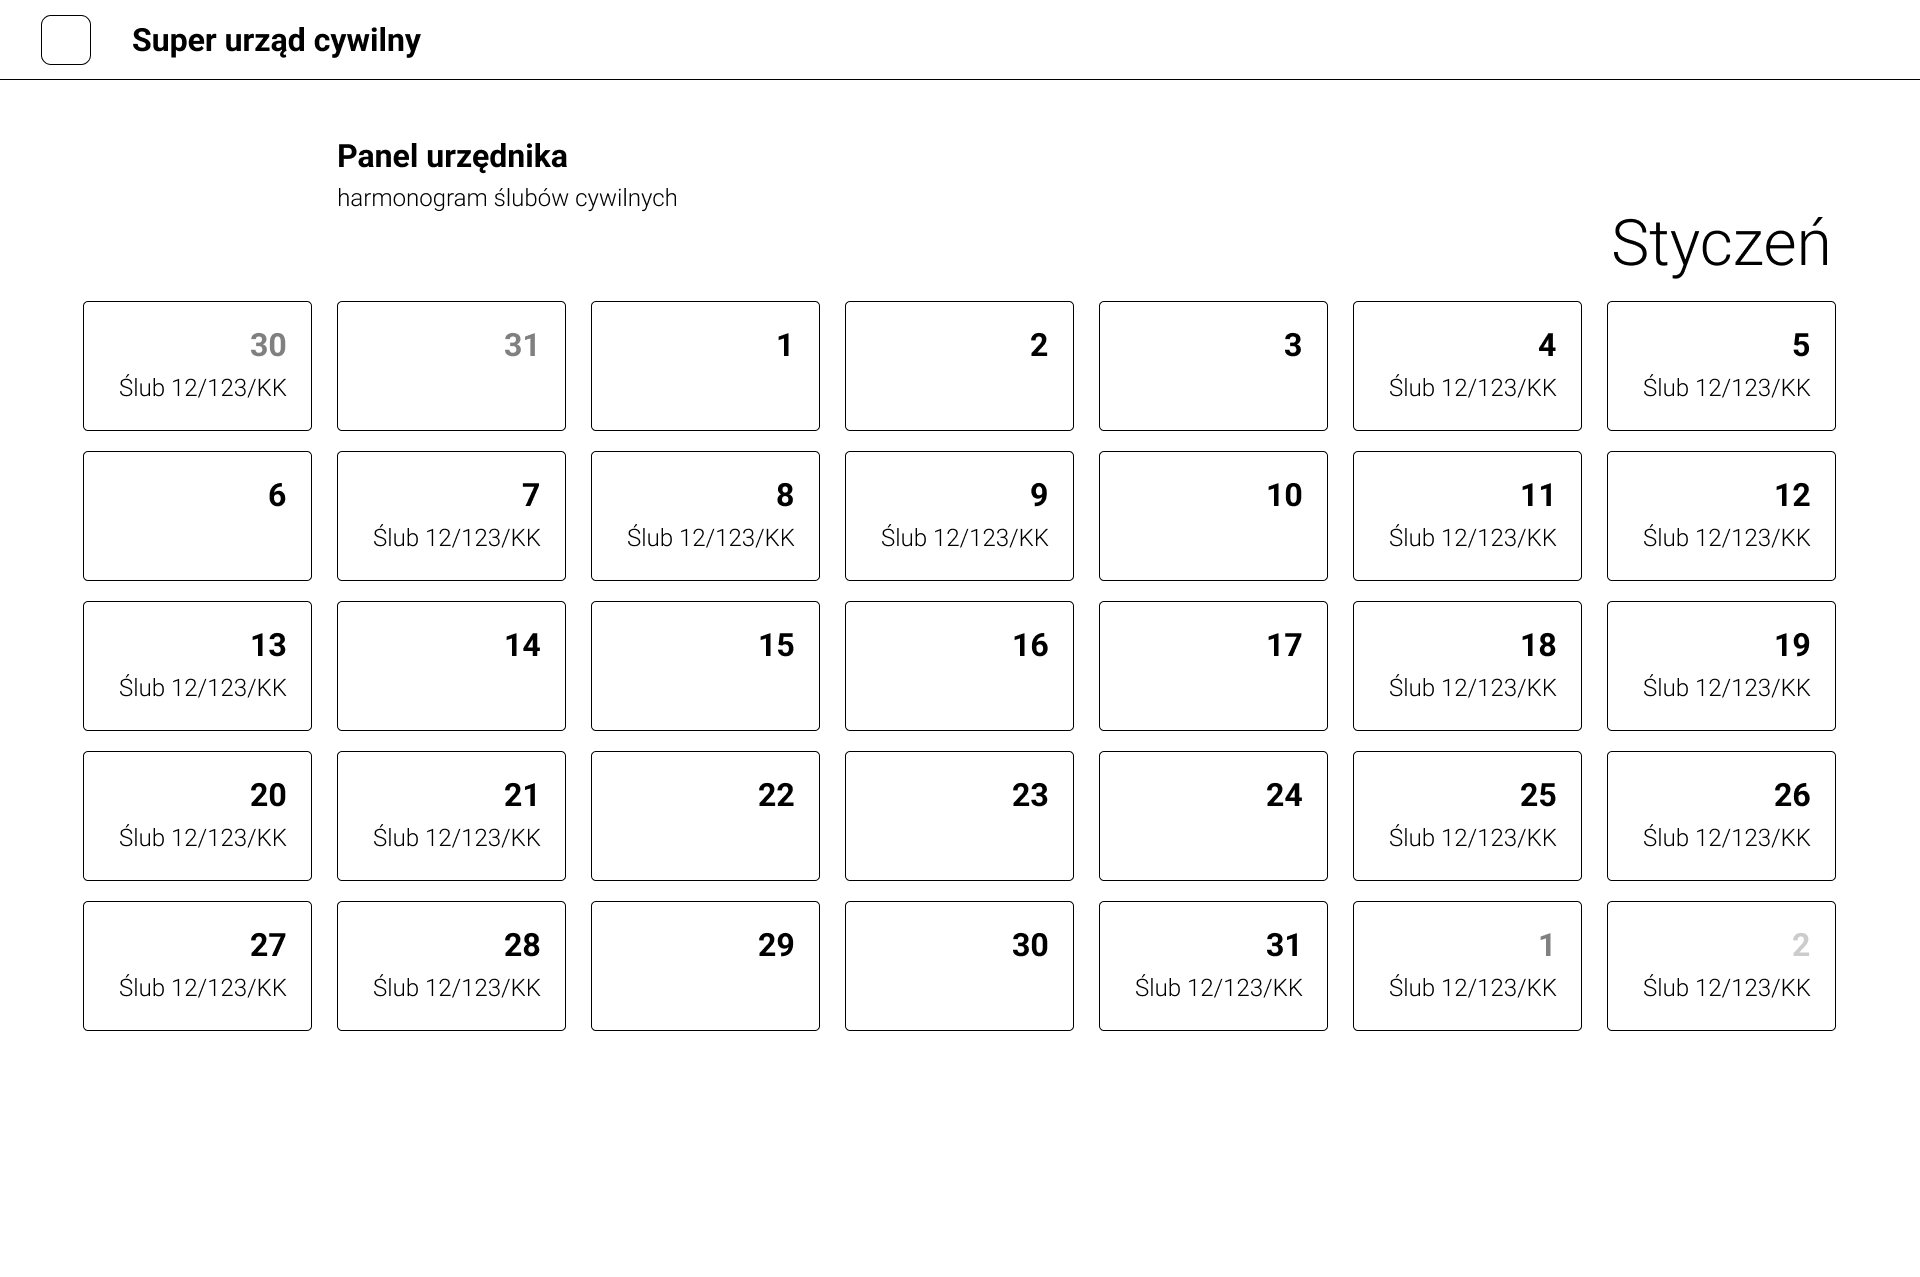 Super urząd cywilny
Panel urzędnika
harmonogram ślubów cywilnych
Styczeń
30 31 1 2 3 4 5
Ślub 12/123/KK Ślub 12/123/KK Ślub 12/123/KK
6 7 8 9 10 11 12
Ślub 12/123/KK Ślub 12/123/KK Ślub 12/123/KK Ślub 12/123/KK Ślub 12/123/KK
13 14 15 16 17 18 19
Ślub 12/123/KK Ślub 12/123/KK Ślub 12/123/KK
20 21 22 23 24 25 26
Ślub 12/123/KK Ślub 12/123/KK Ślub 12/123/KK Ślub 12/123/KK
27 28 29 30 31 1 2
Ślub 12/123/KK Ślub 12/123/KK Ślub 12/123/KK Ślub 12/123/KK Ślub 12/123/KK